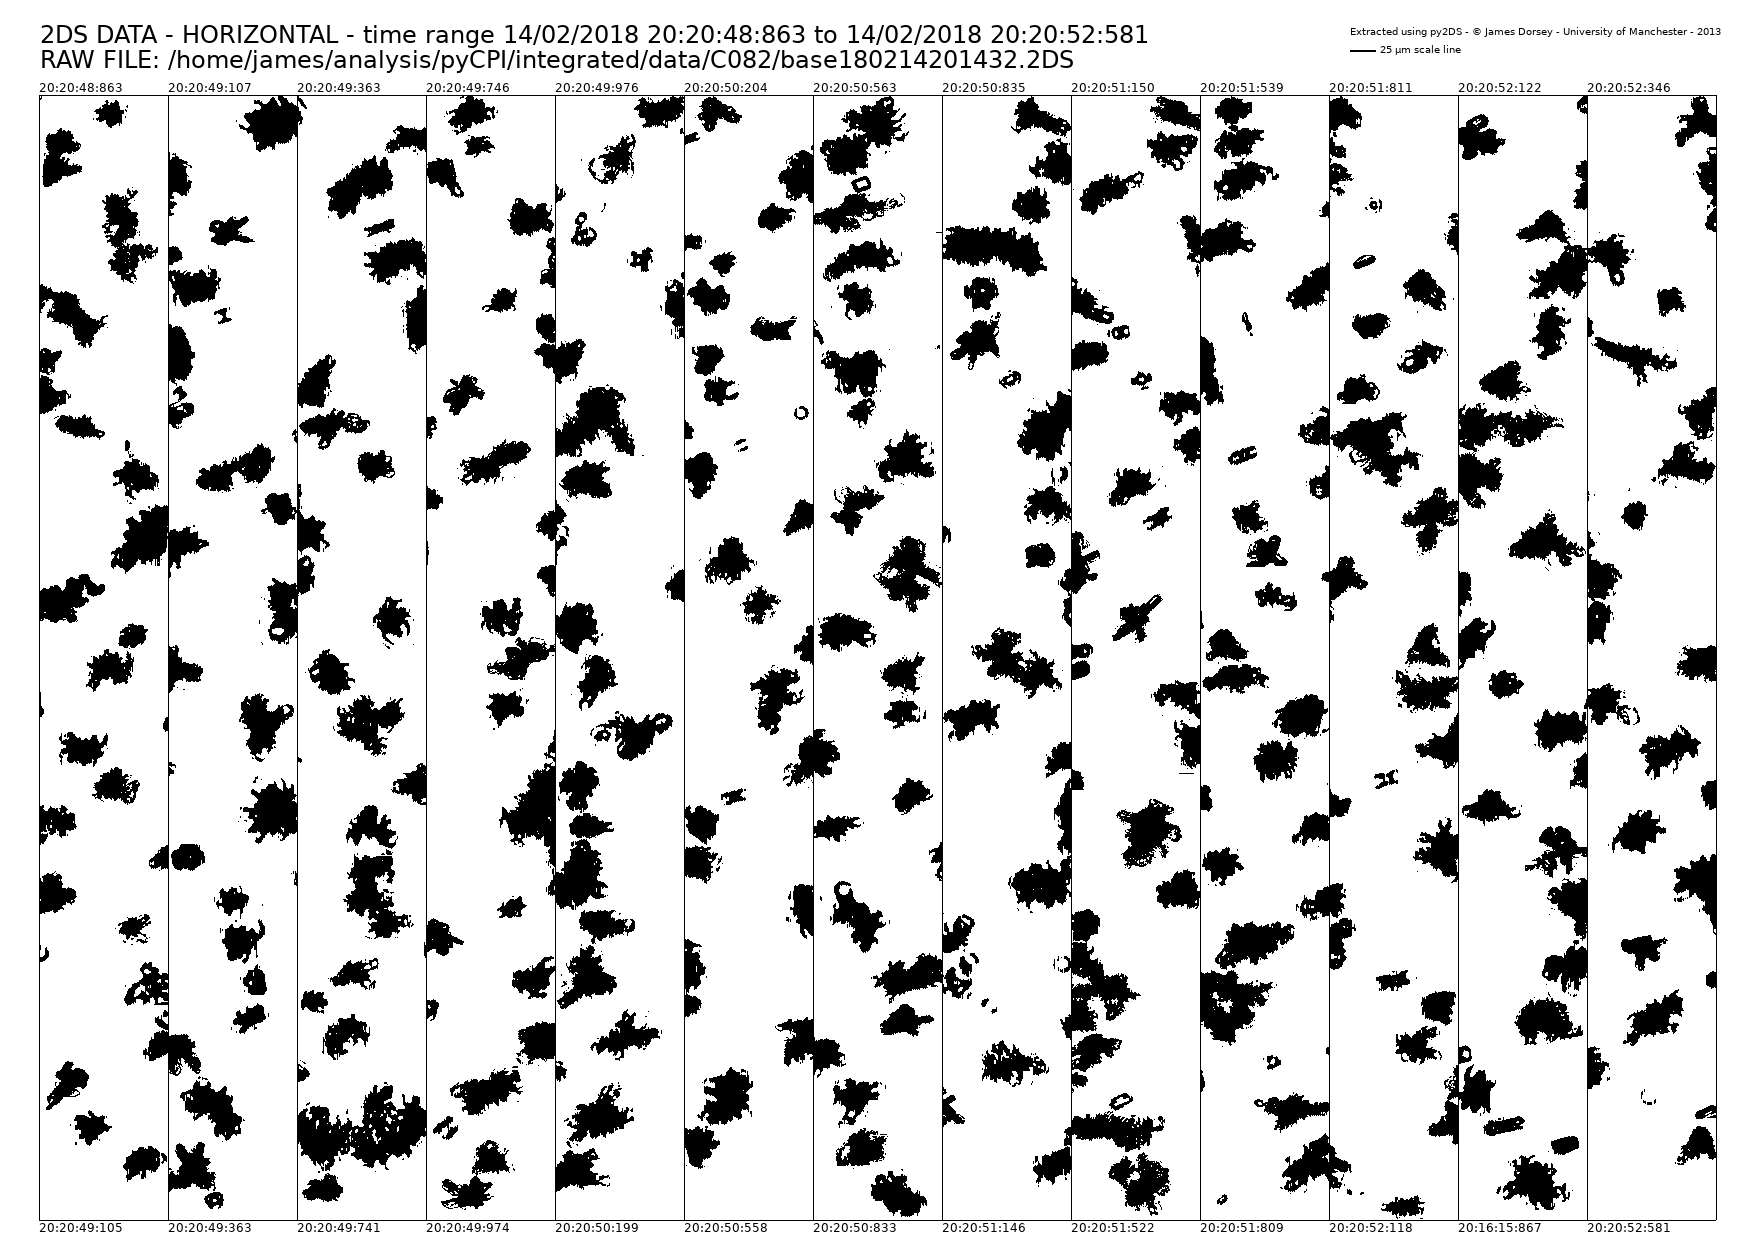 2DS DATA - HORIZONTAL - time range 14/02/2018 20:20:48:863 to 14/02/2018 20:20:52:581
RAW FILE: /home/james/analysis/pyCPI/integrated/data/C082/base180214201432.2DS
Extracted using py2DS - © James Dorsey - University of Manchester - 2013
25 µm scale line
20:20:48:863 20:20:49:107 20:20:49:363 20:20:49:746 20:20:49:976 20:20:50:204 20:20:50:563 20:20:50:835 20:20:51:150 20:20:51:539 20:20:51:811 20:20:52:122 20:20:52:346
20:20:49:105 20:20:49:363 20:20:49:741 20:20:49:974 20:20:50:199 20:20:50:558 20:20:50:833 20:20:51:146 20:20:51:522 20:20:51:809 20:20:52:118 20:16:15:867 20:20:52:581